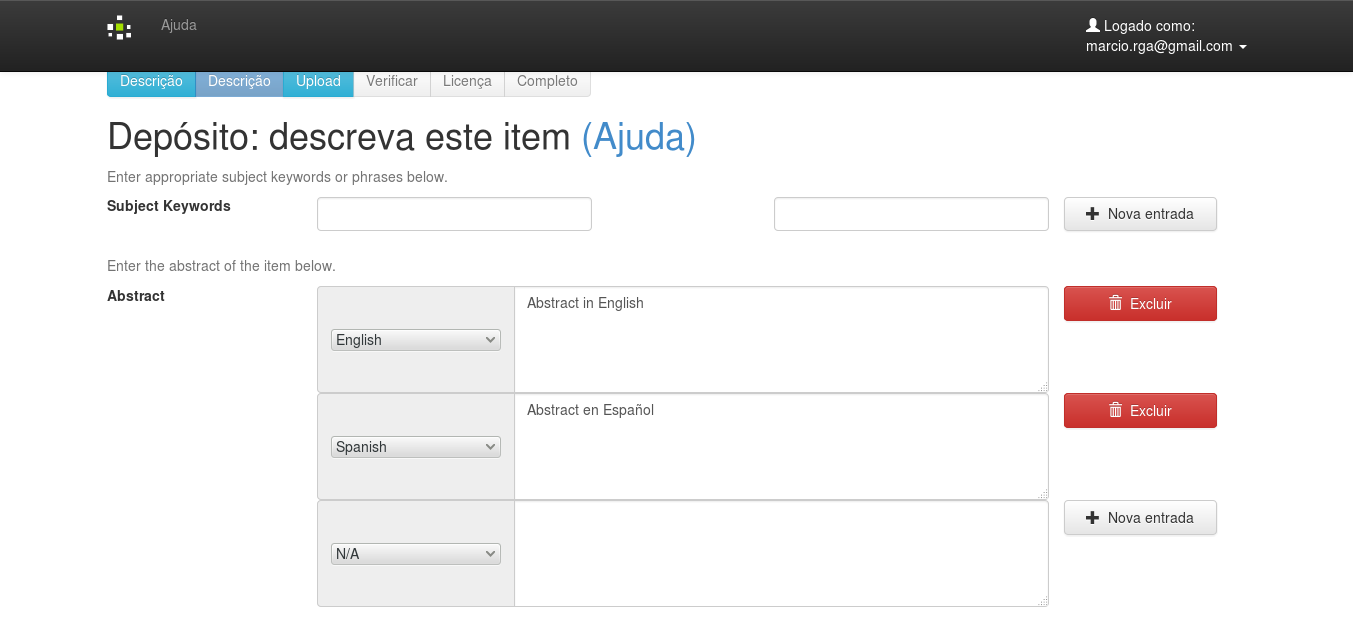 Ajuda
Logado como:
marcio.rga@gmail.com
Descrição Descrição Upload Verificar Licença Completo
Depósito: descreva este item (Ajuda)
Enter appropriate subject keywords or phrases below.
Subject Keywords
Nova entrada
Enter the abstract of the item below.
Abstract
English
Abstract in English
Excluir
Spanish
Abstract en Español
Excluir
N/A
Nova entrada